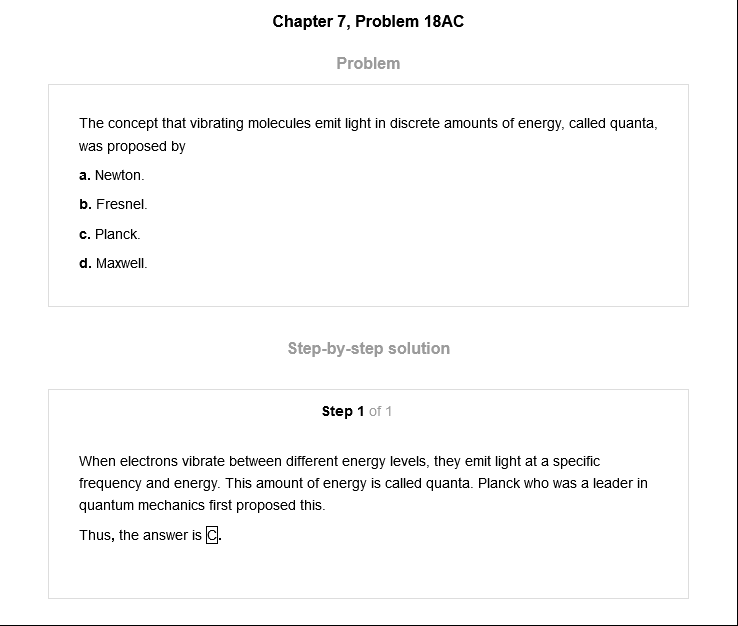 Chapter 7, Problem 18AC
Problem
The concept that vibrating molecules emit light in discrete amounts of energy, called quanta,
was proposed by
a. Newton.
b. Fresnel.
c. Planck.
d. Maxwell.
Step-by-step solution
Step 1 of 1
When electrons vibrate between different energy levels, they emit light at a specific
frequency and energy. This amount of energy is called quanta. Planck who was a leader in
quantum mechanics first proposed this.
Thus, the answer is C.